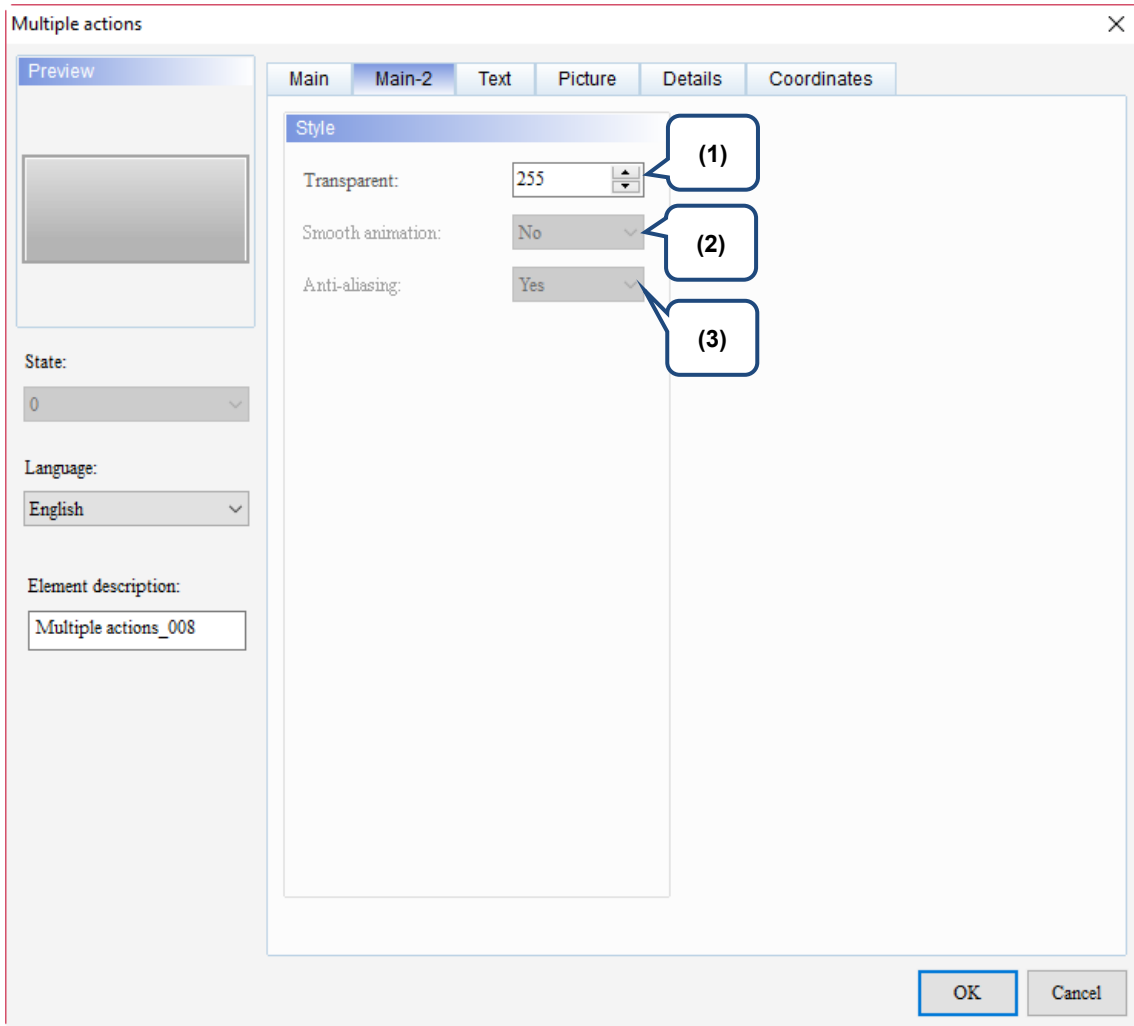 Multiple actions
Preview
Main Main-2 Text Picture Details Coordinates
Style
Transparent: 255 (1)
Smooth animation: No (2)
Anti-aliasing: Yes (3)
State:
0
Language:
English
Element description:
Multiple actions_008
OK Cancel